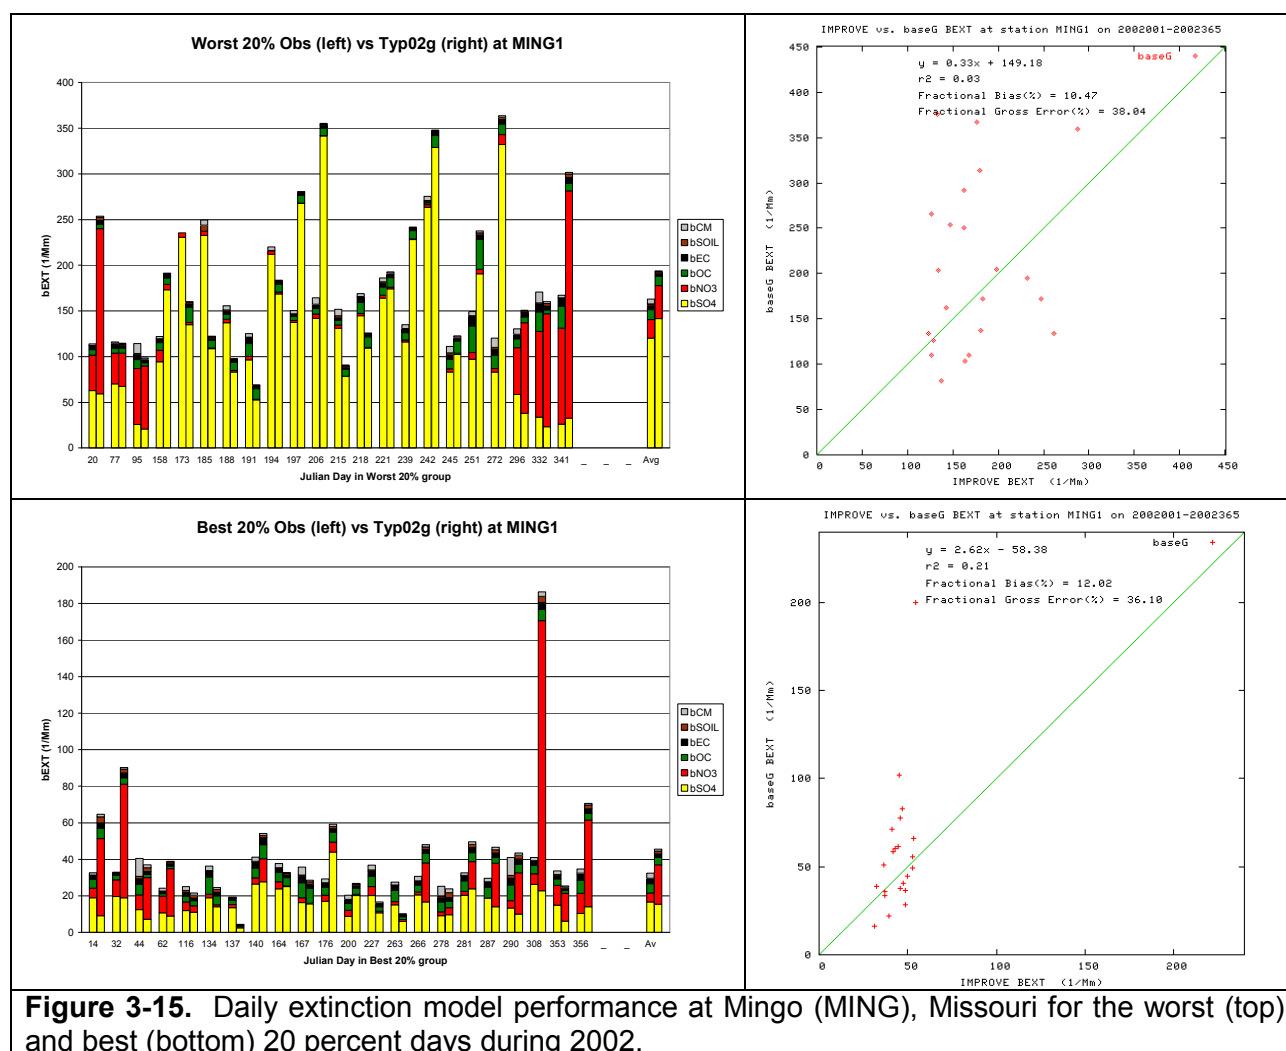 Worst 20% Obs (left) vs Typ02g (right) at MING1
400
350
300
250
200
150
100
50
0
bEXT (1/Mm)
20 77 95 158 173 185 188 191 194 197 206 215 218 221 239 242 245 251 272 296 332 341 _ _ _ Avg
Julian Day in Worst 20% group
bCM
bSOIL
bEC
bOC
bNO3
bSO4
IMPROVE vs. baseG BEXT at station MING1 on 2002001-2002365
baseG
y = 0.33x + 149.18
r2 = 0.03
Fractional Bias(%) = 10.47
Fractional Gross Error(%) = 38.04
450
400
350
300
250
200
150
100
50
0
baseG BEXT (1/Mm)
0 50 100 150 200 250 300 350 400 450
IMPROVE BEXT (1/Mm)
Best 20% Obs (left) vs Typ02g (right) at MING1
200
180
160
140
120
100
80
60
40
20
0
bEXT (1/Mm)
14 32 44 62 116 134 137 140 164 167 176 200 227 263 266 278 281 287 290 308 353 356 _ _ Av
Julian Day in Best 20% group
bCM
bSOIL
bEC
bOC
bNO3
bSO4
IMPROVE vs. baseG BEXT at station MING1 on 2002001-2002365
baseG
y = 2.62x - 58.38
r2 = 0.21
Fractional Bias(%) = 12.02
Fractional Gross Error(%) = 36.10
200
150
100
50
0
baseG BEXT (1/Mm)
0 50 100 150 200
IMPROVE BEXT (1/Mm)
Figure 3-15. Daily extinction model performance at Mingo (MING), Missouri for the worst (top)
and best (bottom) 20 percent days during 2002.